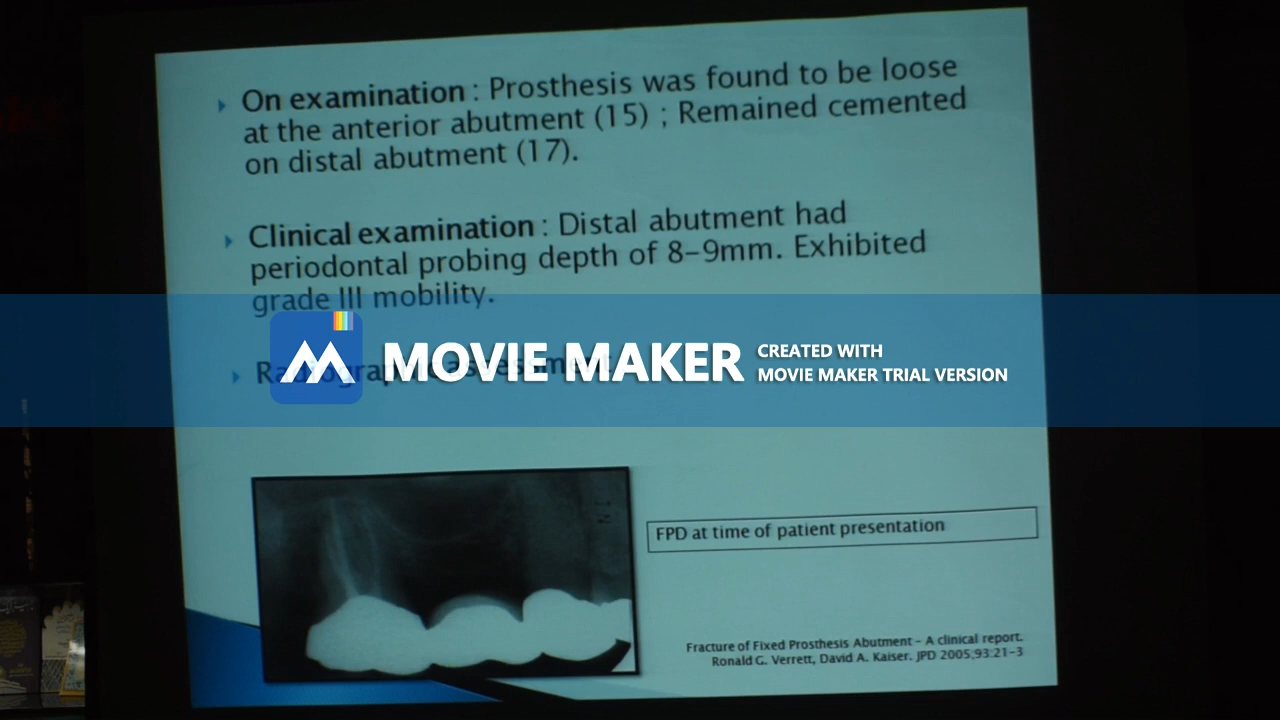 On examination : Prosthesis was found to be loose
at the anterior abutment (15) ; Remained cemented
on distal abutment (17).
Clinical examination : Distal abutment had
periodontal probing depth of 8-9mm. Exhibited
grade III mobility.
Radiographic assessment:
MOVIE MAKER
CREATED WITH
MOVIE MAKER TRIAL VERSION
FPD at time of patient presentation
Fracture of Fixed Prosthesis Abutment - A clinical report.
Ronald G. Verrett, David A. Kaiser. JPD 2005;93:21-3